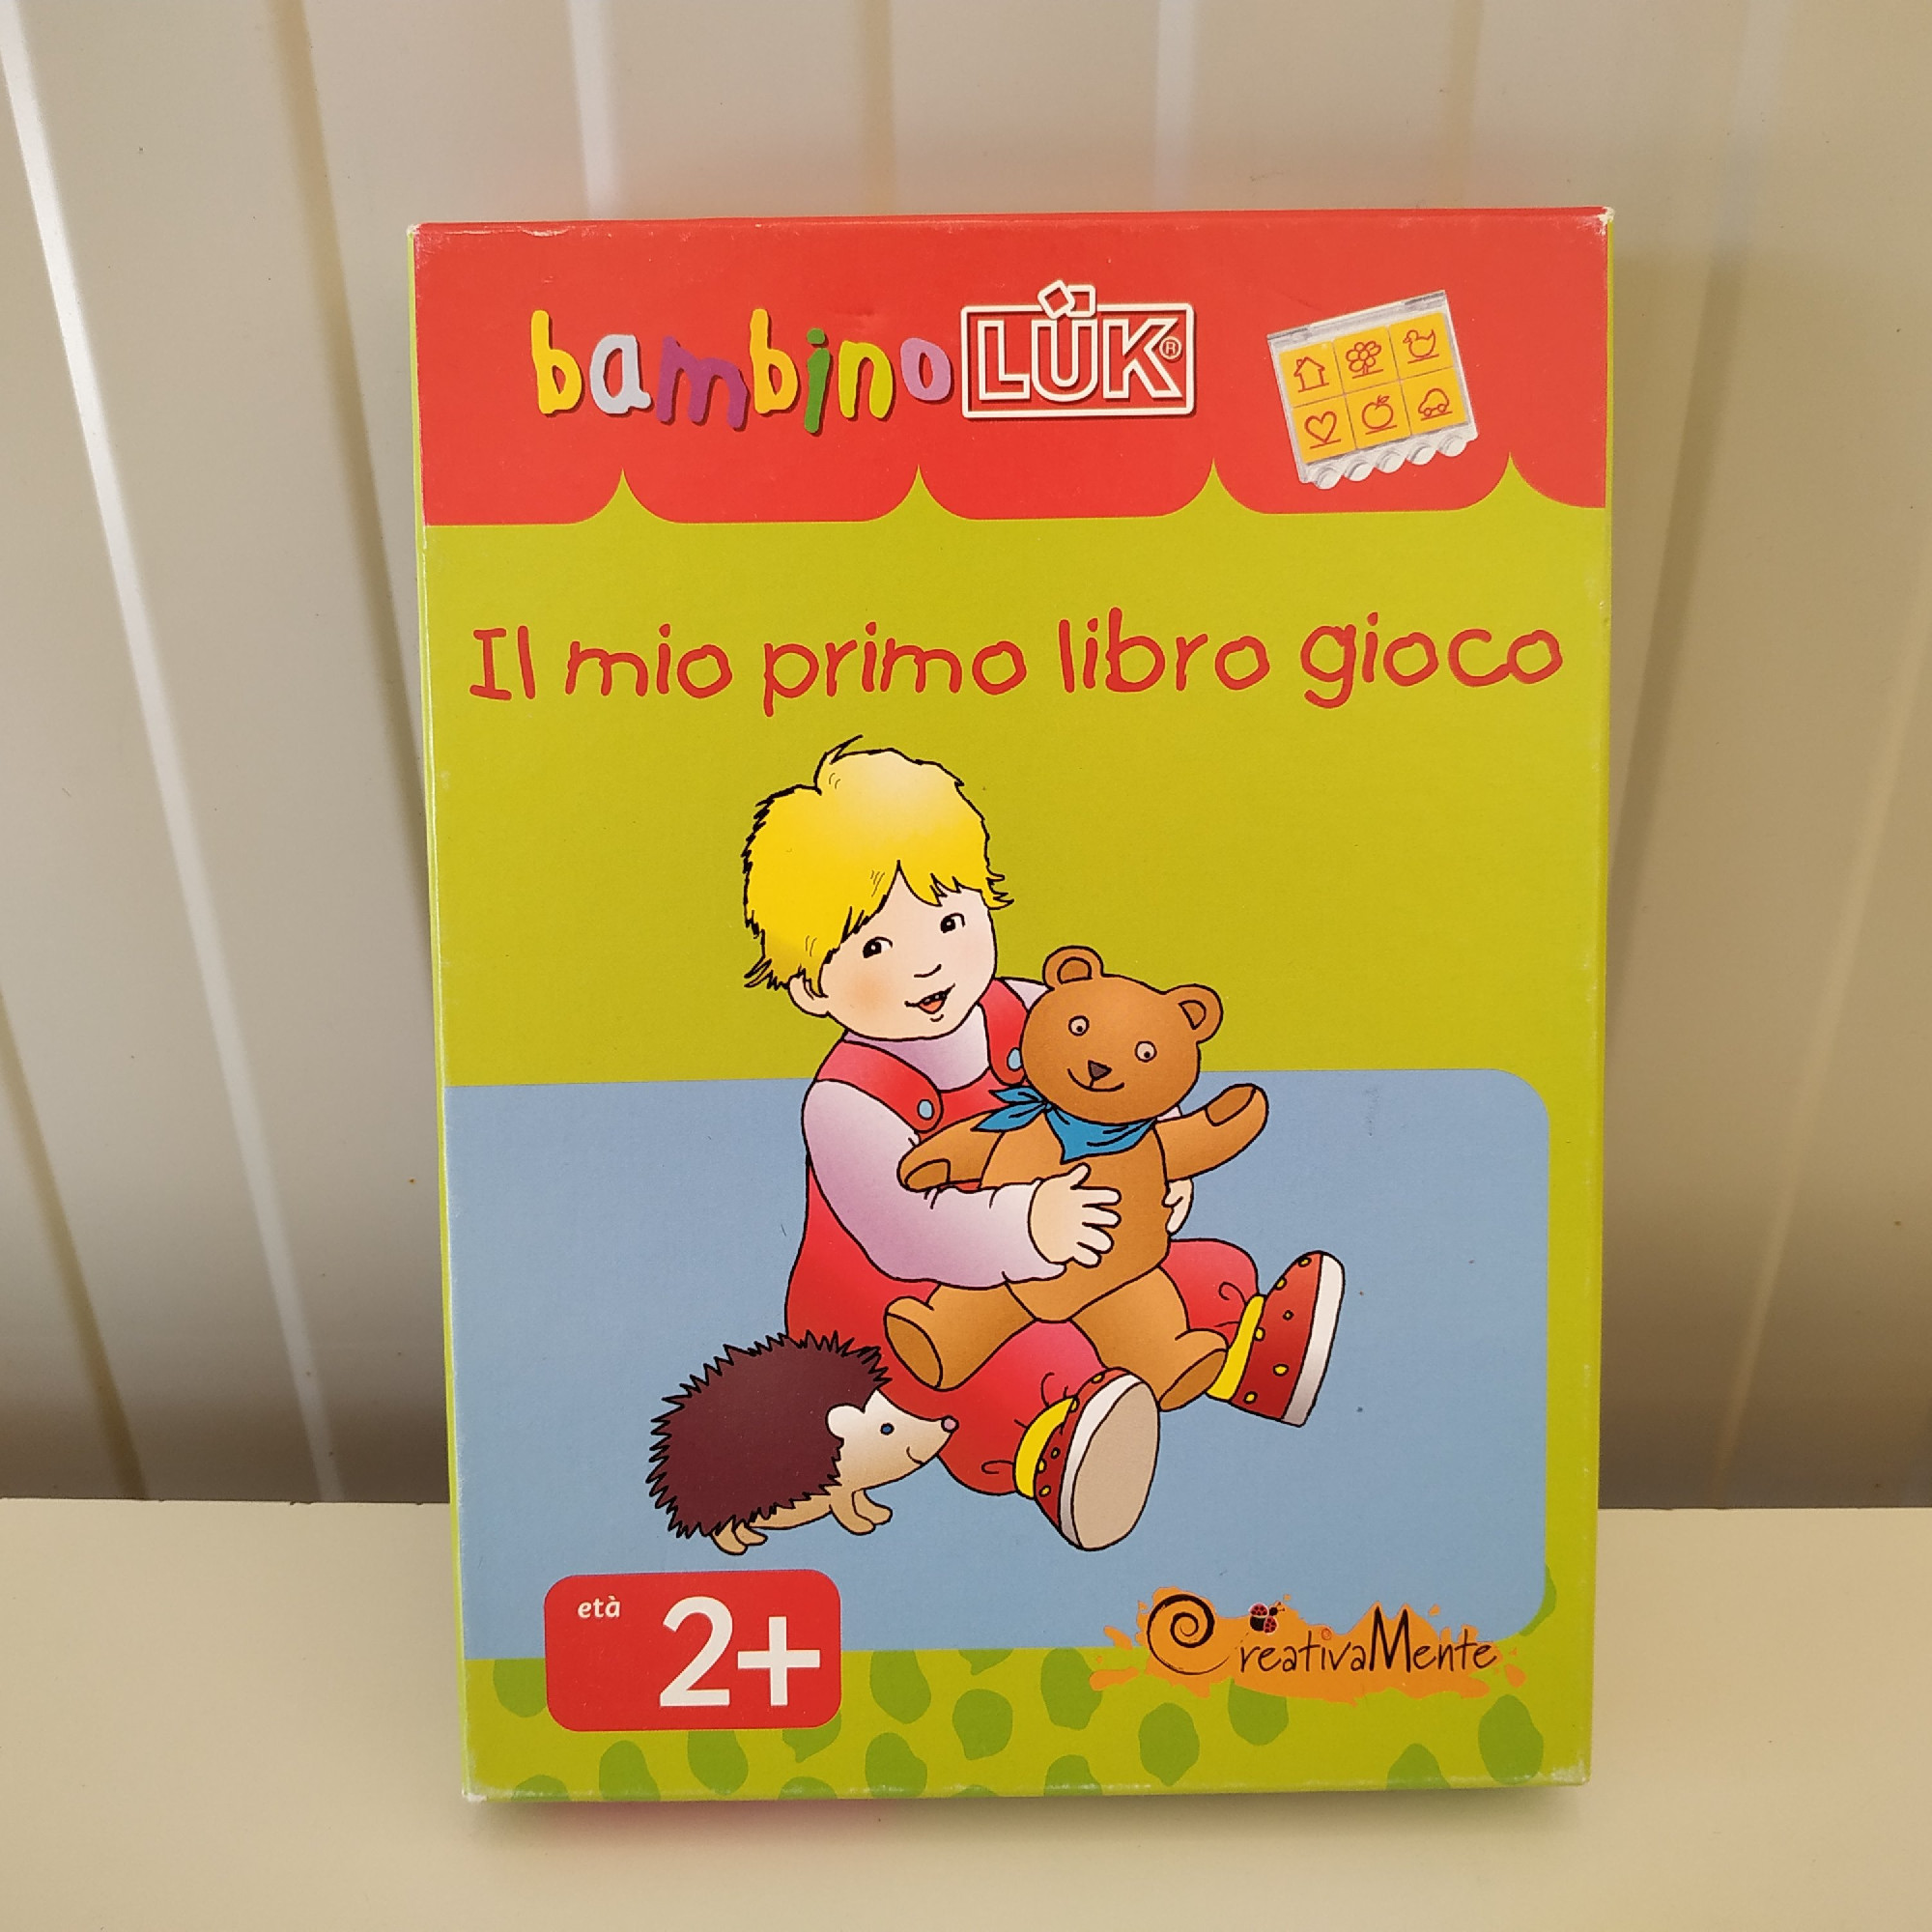 bambino LÜK®
Il mio primo libro gioco
età 2+
CreativaMente